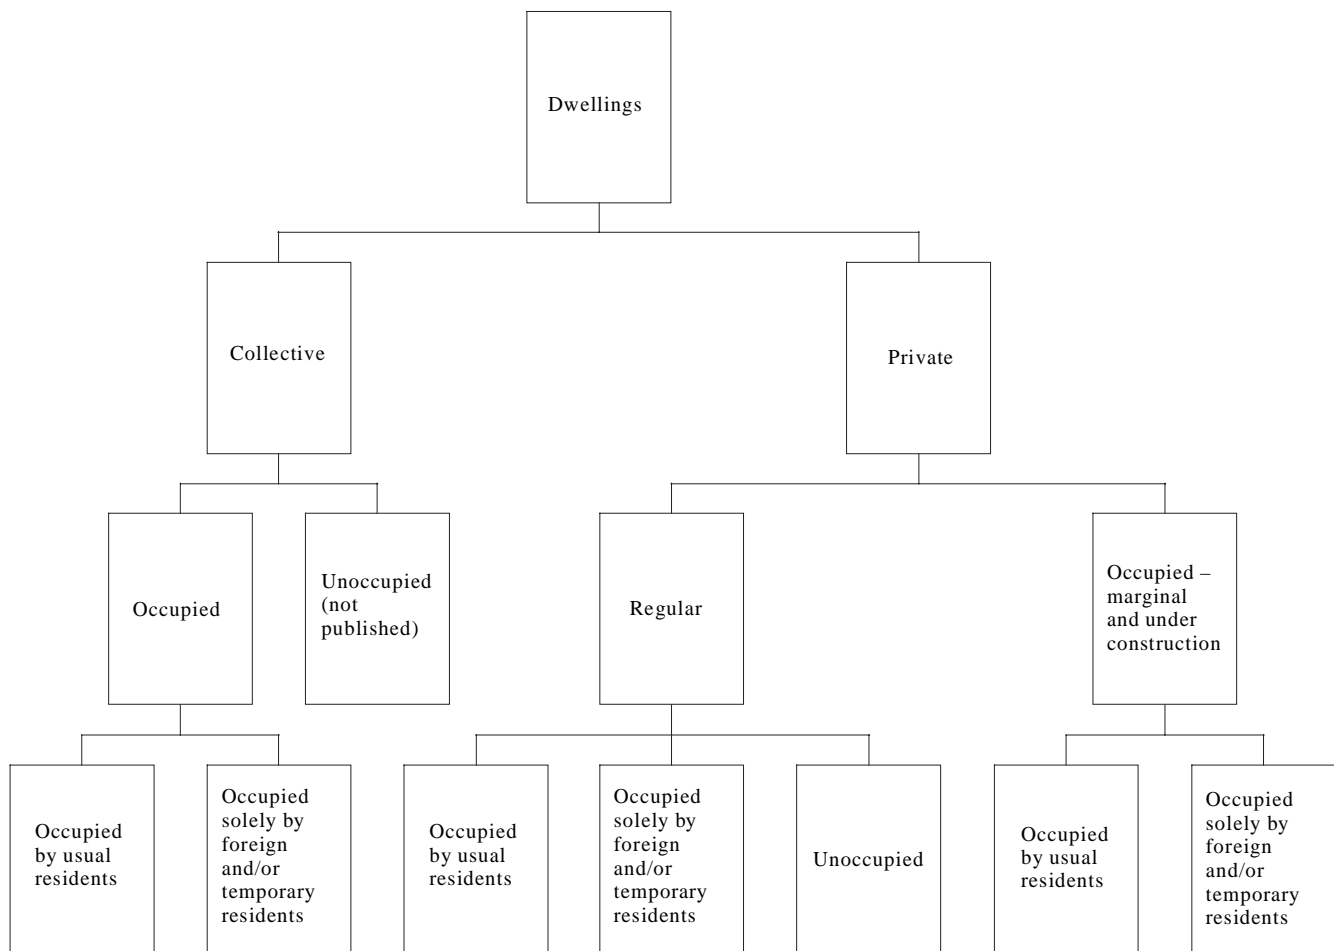 Dwellings
Collective
Private
Occupied
Unoccupied
(not
published)
Regular
Occupied –
marginal
and under
construction
Occupied
by usual
residents
Occupied
solely by
foreign
and/or
temporary
residents
Occupied
by usual
residents
Occupied
solely by
foreign
and/or
temporary
residents
Unoccupied
Occupied
by usual
residents
Occupied
solely by
foreign
and/or
temporary
residents